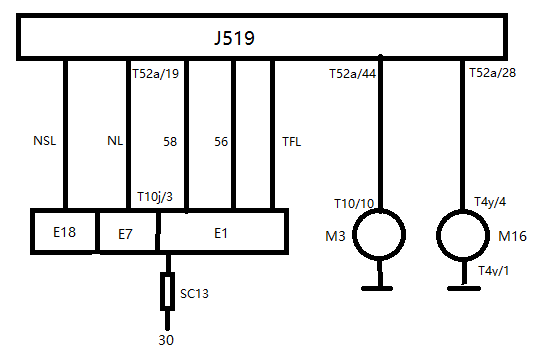 J519
T52a/19
T52a/44
T52a/28
NSL
NL
58
56
TFL
T10j/3
T10/10
T4y/4
E18
E7
E1
M3
M16
T4y/1
SC13
30